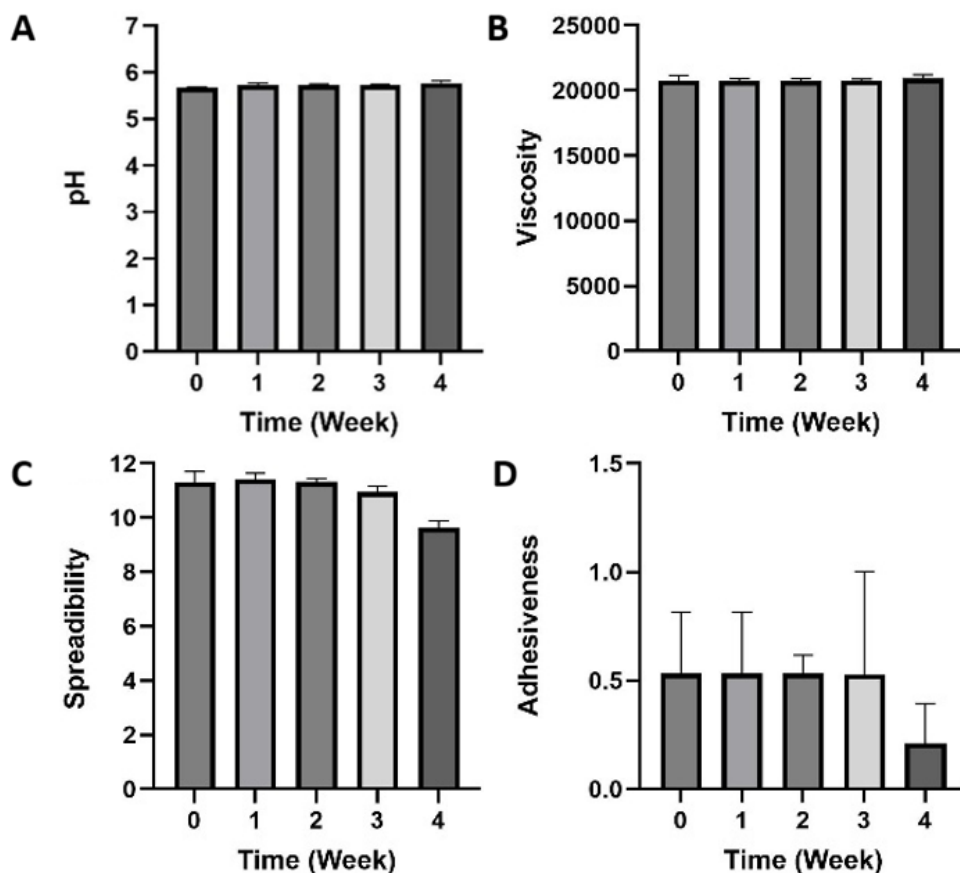 A
pH
7
6
5
4
3
2
1
0
0 1 2 3 4
Time (Week)
B
Viscosity
25000
20000
15000
10000
5000
0
0 1 2 3 4
Time (Week)
C
Spreadibility
12
10
8
6
4
2
0
0 1 2 3 4
Time (Week)
D
Adhesiveness
1.5
1.0
0.5
0.0
0 1 2 3 4
Time (Week)